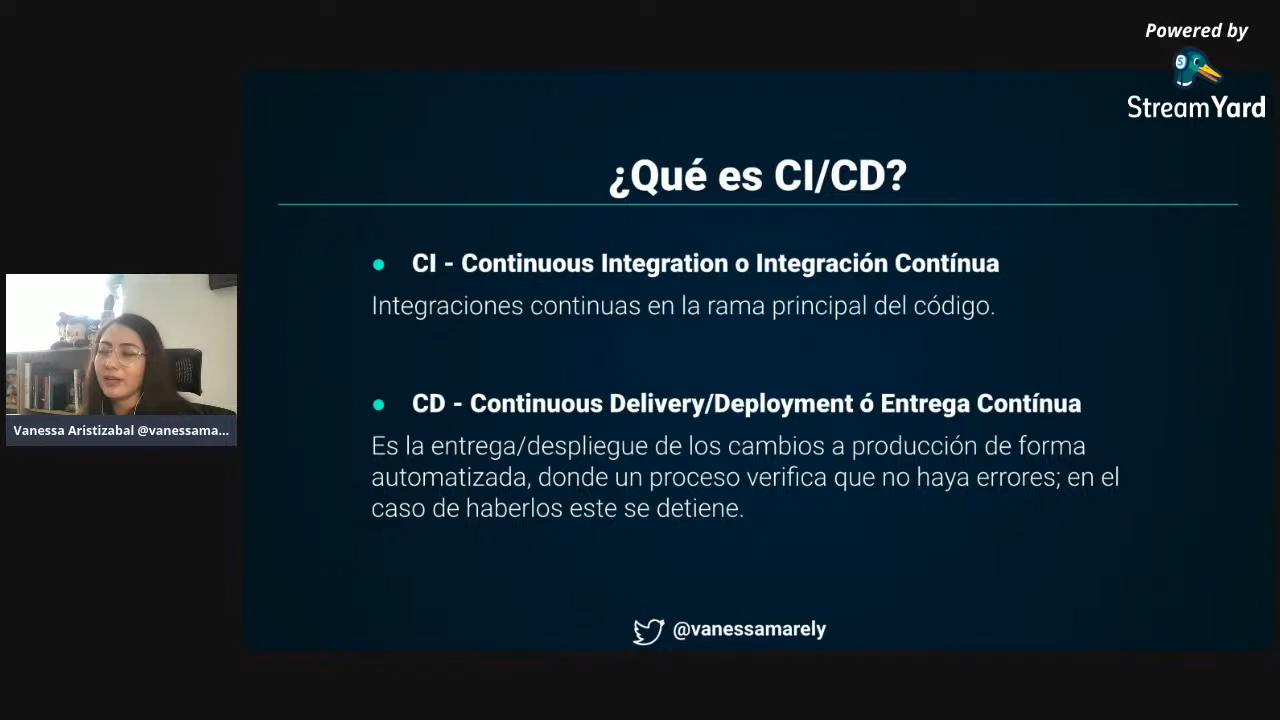 Powered by
StreamYard
¿Qué es CI/CD?
CI - Continuous Integration o Integración Contínua
Integraciones continuas en la rama principal del código.
CD - Continuous Delivery/Deployment ó Entrega Contínua
Es la entrega/despliegue de los cambios a producción de forma
automatizada, donde un proceso verifica que no haya errores; en el
caso de haberlos este se detiene.
Vanessa Aristizabal @vanessama...
@vanessamarely